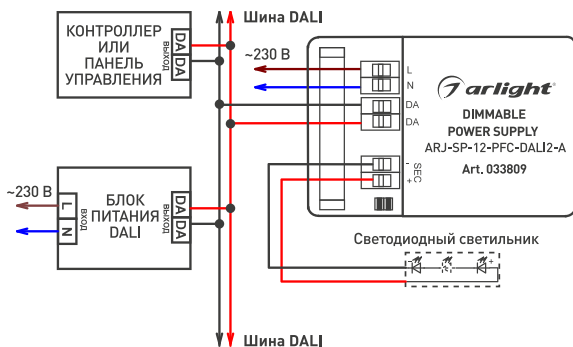 Шина DALI
КОНТРОЛЛЕР
ИЛИ
ПАНЕЛЬ
УПРАВЛЕНИЯ
ВЫХОД
DA
DA
~230 В
L
N
DA
DA
-
+
SEC
arlight®
DIMMABLE
POWER SUPPLY
ARJ-SP-12-PFC-DALI2-A
Art. 033809
~230 В
L
N
ВХОД
БЛОК
ПИТАНИЯ
DALI
ВЫХОД
DA
DA
Светодиодный светильник
- +
Шина DALI